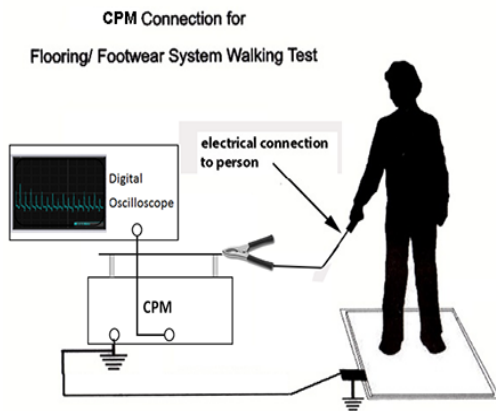 CPM Connection for
Flooring/ Footwear System Walking Test
electrical connection
to person
Digital
Oscilloscope
CPM